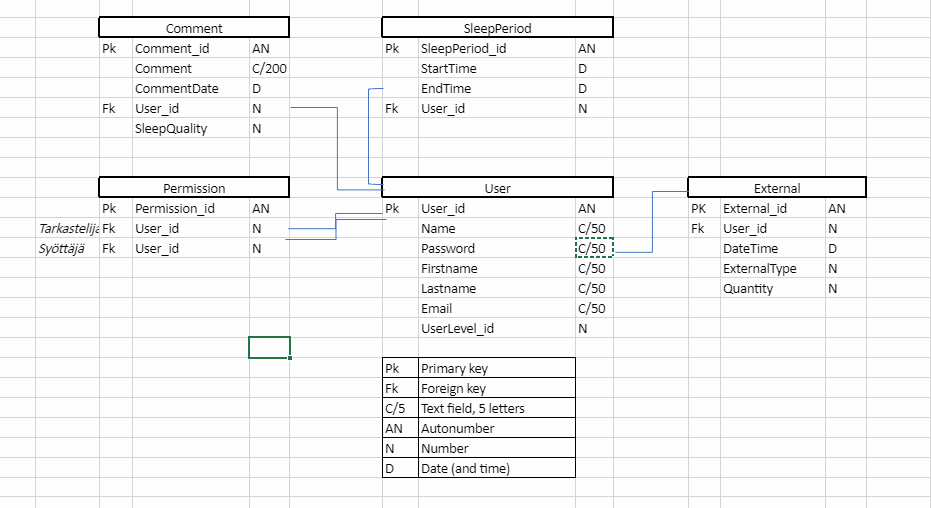 Comment
Pk Comment_id AN
Comment C/200
CommentDate D
Fk User_id N
SleepQuality N
SleepPeriod
Pk SleepPeriod_id AN
StartTime D
EndTime D
Fk User_id N
Permission
Pk Permission_id AN
Tarkastelija Fk User_id N
Syöttäjä Fk User_id N
User
Pk User_id AN
Name C/50
Password C/50
Firstname C/50
Lastname C/50
Email C/50
UserLevel_id N
External
PK External_id AN
Fk User_id N
DateTime D
ExternalType N
Quantity N
Pk Primary key
Fk Foreign key
C/5 Text field, 5 letters
AN Autonumber
N Number
D Date (and time)